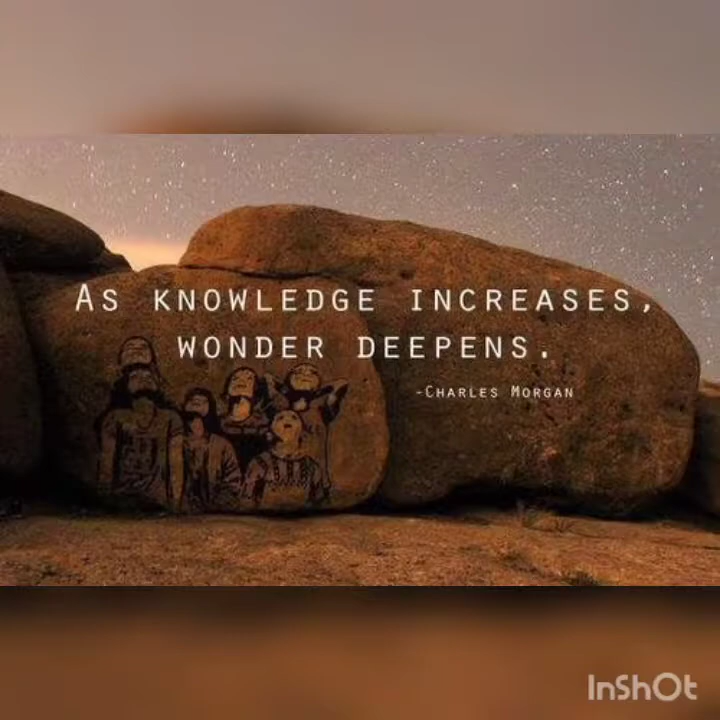 AS KNOWLEDGE INCREASES,
WONDER DEEPENS.
-CHARLES MORGAN
InShOt